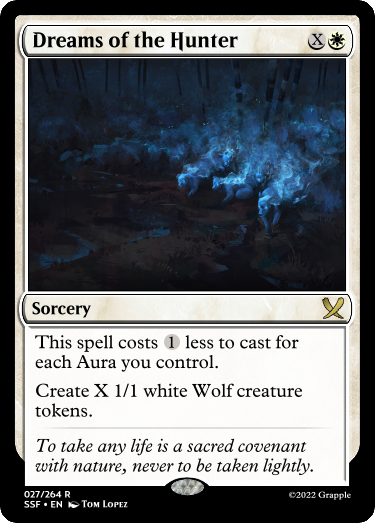 Dreams of the Hunter X
Sorcery
This spell costs 1 less to cast for
each Aura you control.
Create X 1/1 white Wolf creature
tokens.
To take any life is a sacred covenant
with nature, never to be taken lightly.
027/264 R
SSF • EN Tom Lopez
©2022 Grapple